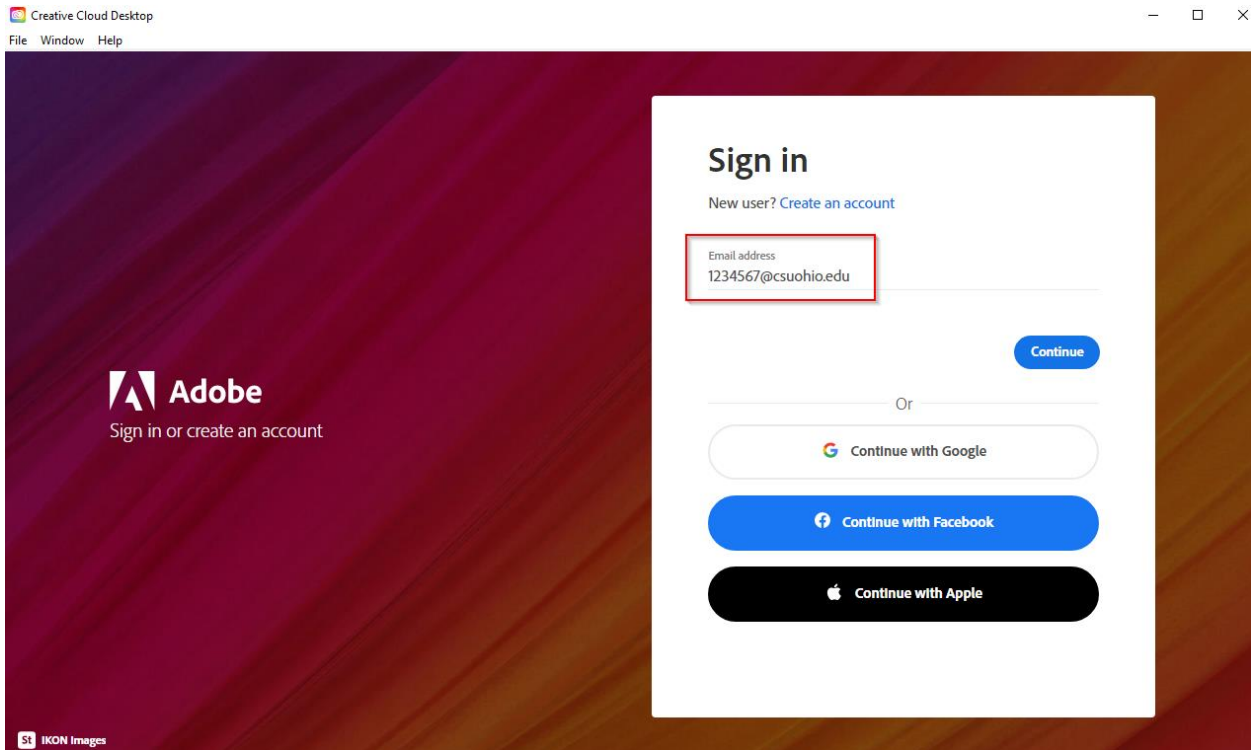 Creative Cloud Desktop
File Window Help
Sign in
New user? Create an account
Email address
1234567@csuohio.edu
Continue
Or
Continue with Google
Continue with Facebook
Continue with Apple
Adobe
Sign in or create an account
St IKON Images